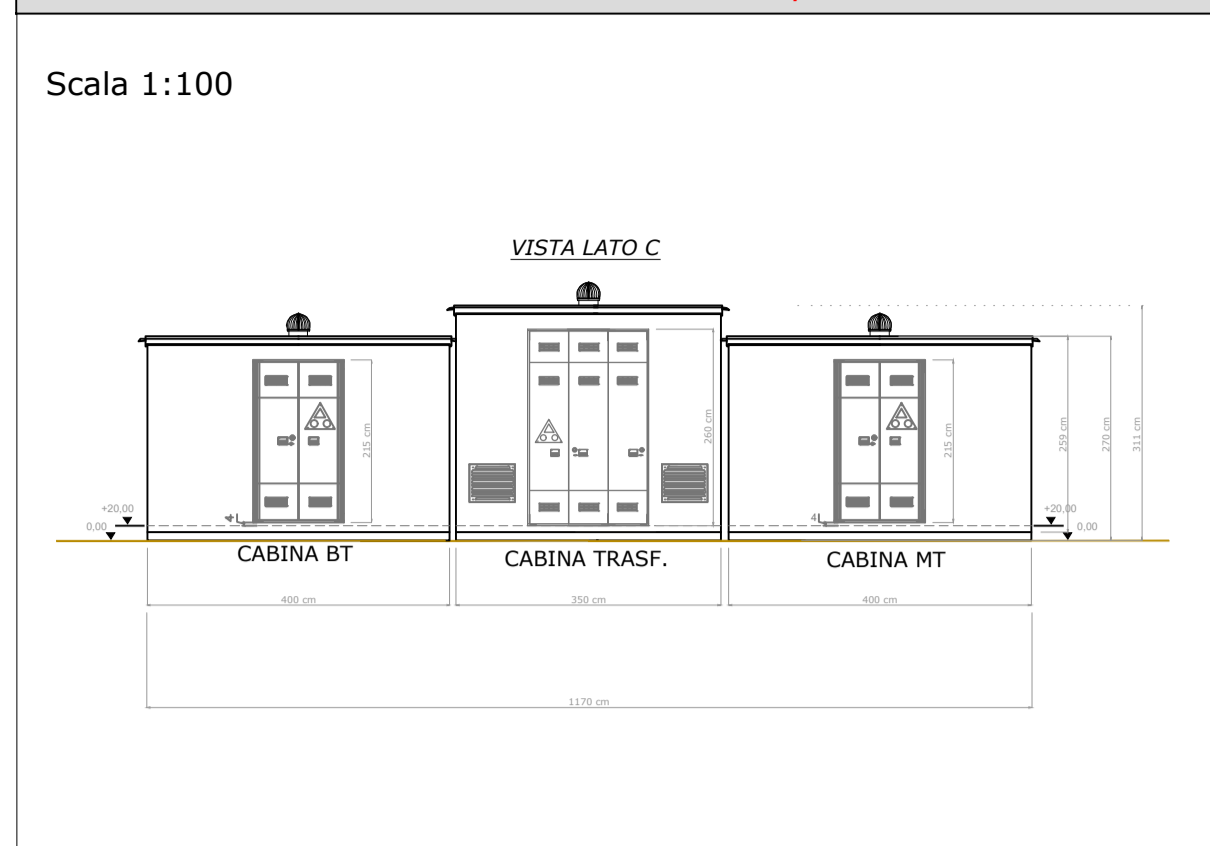 Scala 1:100
VISTA LATO C
215 cm
260 cm
215 cm
259 cm
270 cm
311 cm
+20,00
0,00
4
4
+20,00
0,00
CABINA BT
CABINA TRASF.
CABINA MT
400 cm
350 cm
400 cm
1170 cm